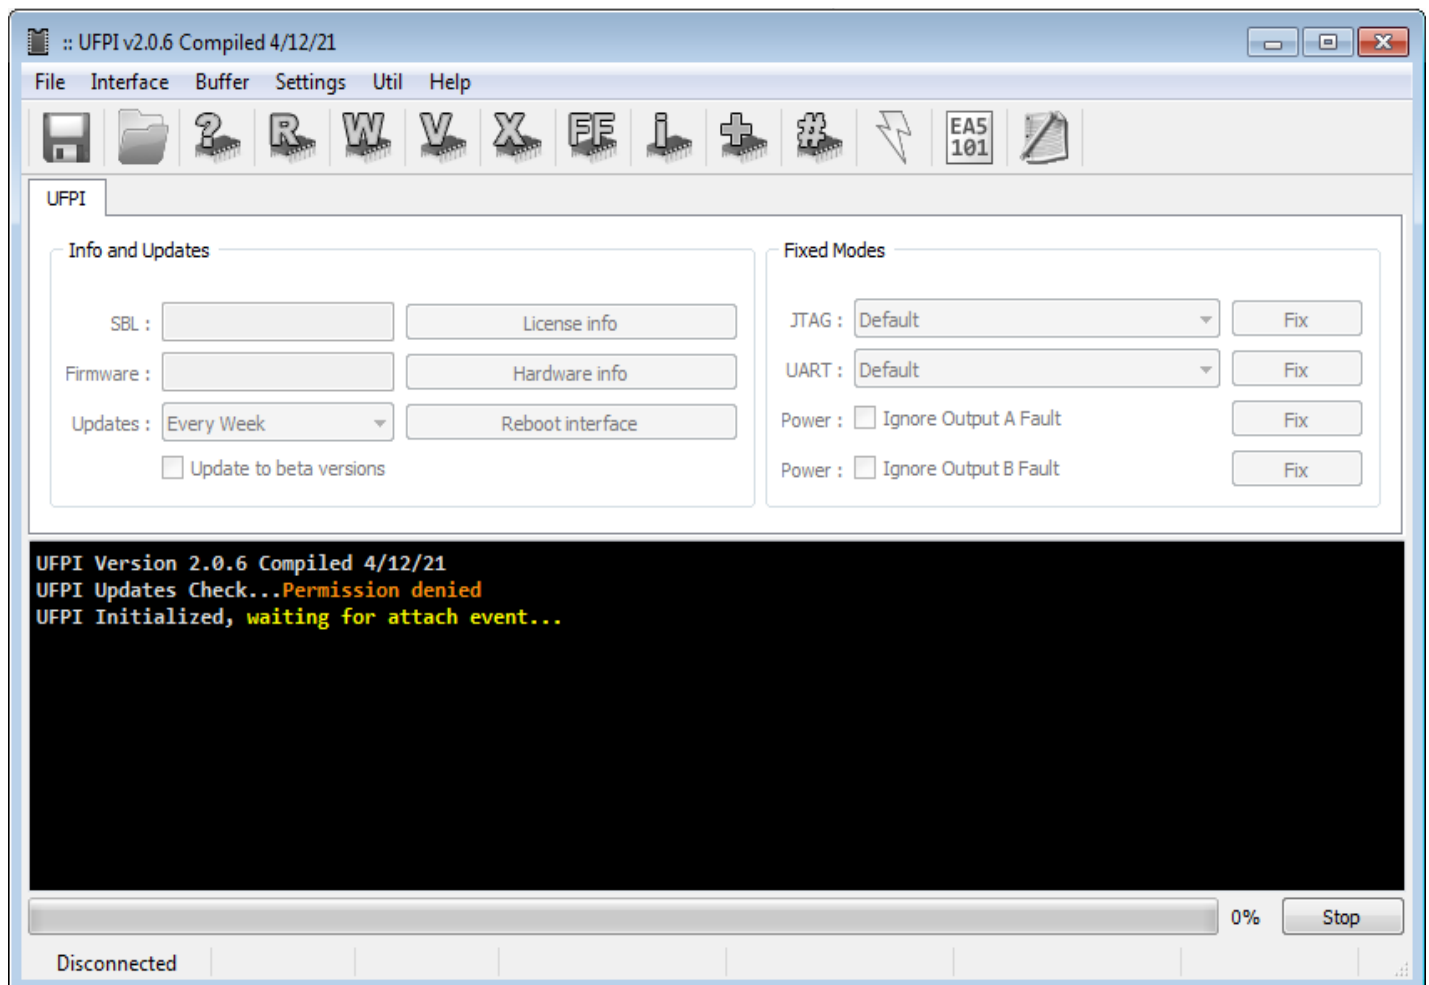 :: UFPI v2.0.6 Compiled 4/12/21
File Interface Buffer Settings Util Help
? R W V X FF i + # EA5 101
UFPI
Info and Updates
SBL :
License info
Firmware :
Hardware info
Updates : Every Week
Reboot interface
Update to beta versions
Fixed Modes
JTAG : Default Fix
UART : Default Fix
Power : Ignore Output A Fault Fix
Power : Ignore Output B Fault Fix
UFPI Version 2.0.6 Compiled 4/12/21
UFPI Updates Check...Permission denied
UFPI Initialized, waiting for attach event...
0% Stop
Disconnected